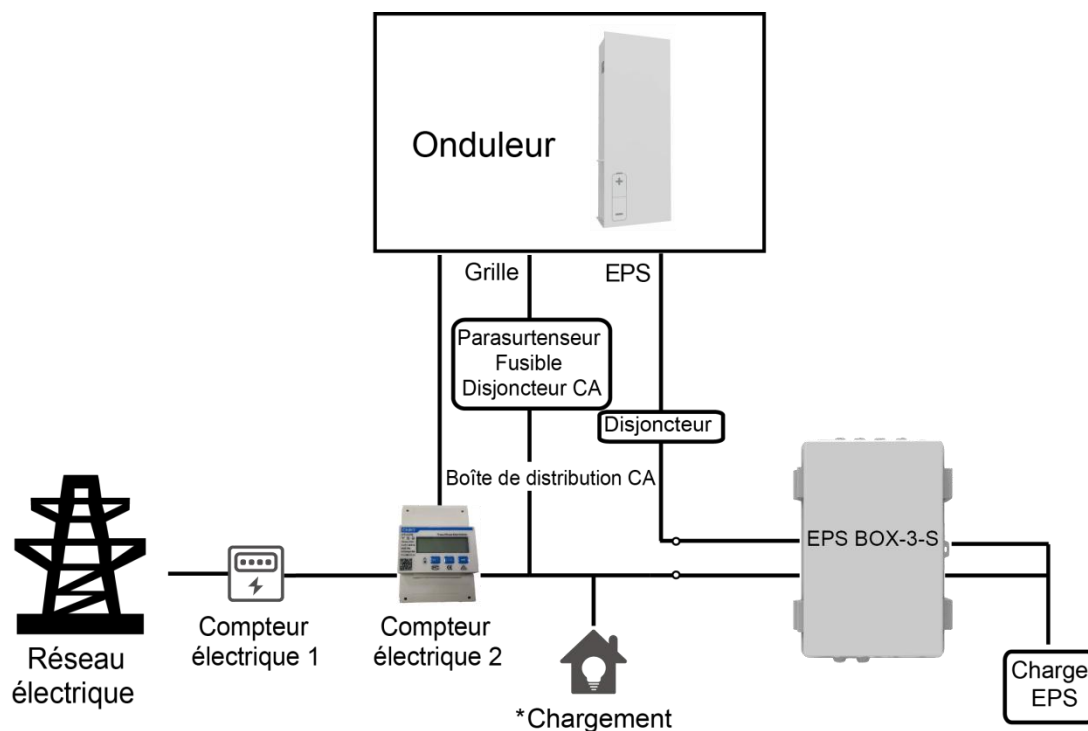 Onduleur
Grille
EPS
Parasurtenseur
Fusible
Disjoncteur CA
Disjoncteur
Boîte de distribution CA
EPS BOX-3-S
Compteur
électrique 1
Compteur
électrique 2
Réseau
électrique
*Chargement
Charge
EPS